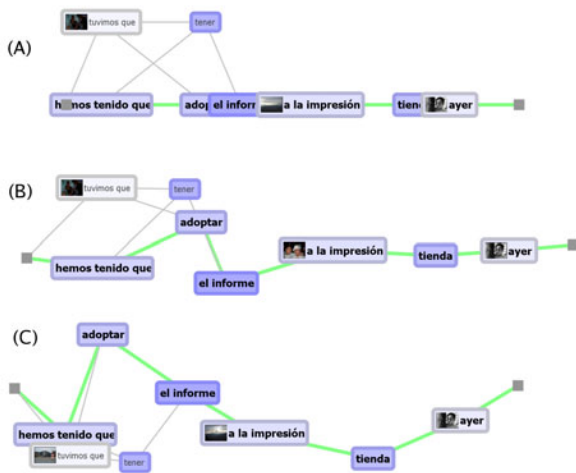 (A)
tuvimos que
tener
hemos tenido que
adop
el inform
a la impresión
tien
ayer
(B)
tuvimos que
tener
adoptar
hemos tenido que
el informe
a la impresión
tienda
ayer
(C)
adoptar
el informe
hemos tenido que
tuvimos que
tener
a la impresión
tienda
ayer